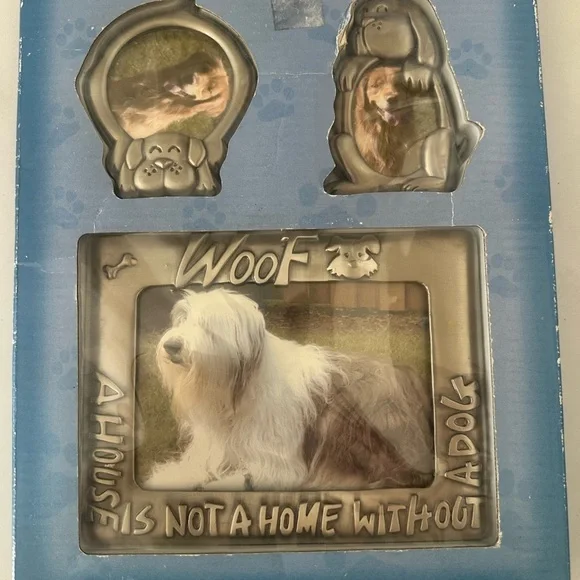 WOOF
A HOUSE
IS NOT A HOME WITHOUT
A DOG